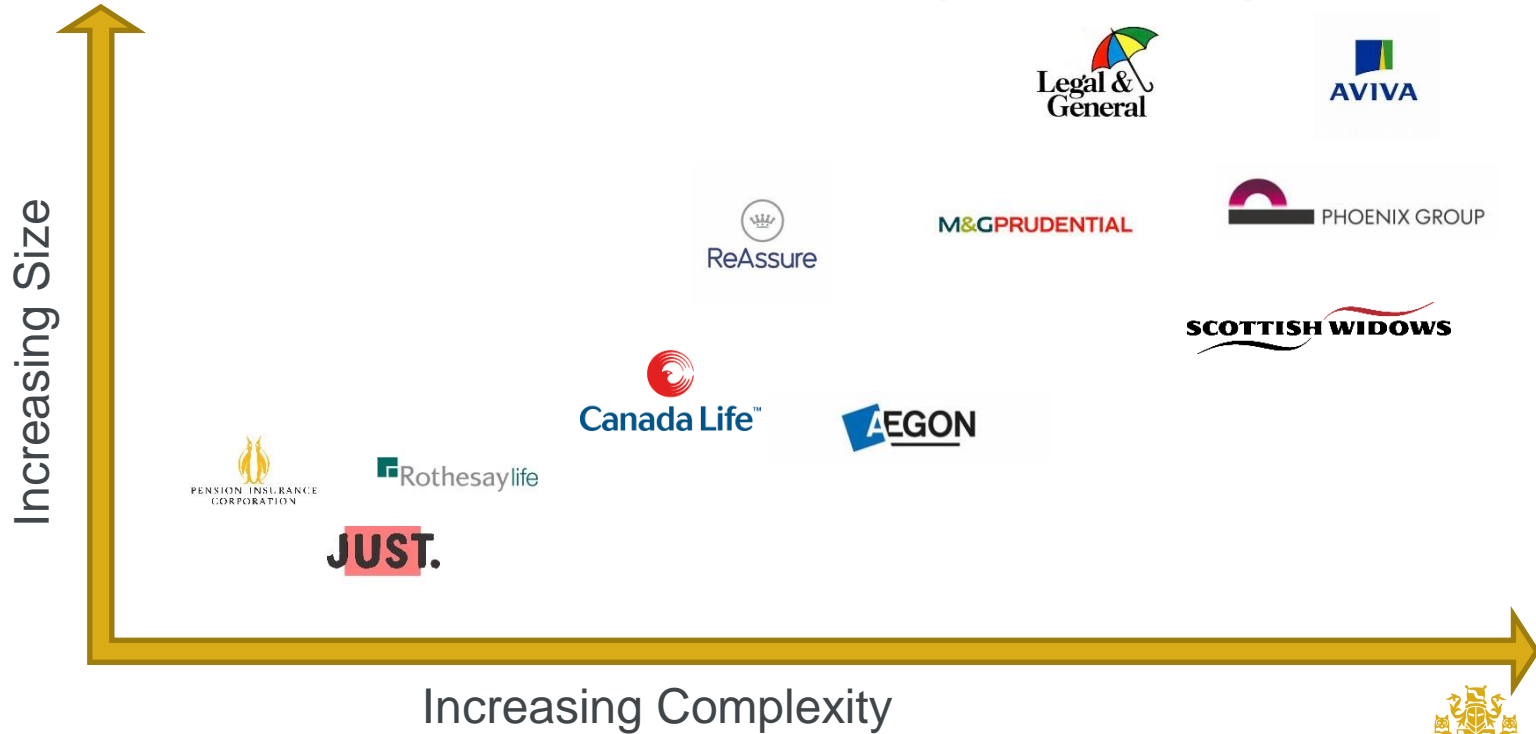 Legal &
General
AVIVA
ReAssure
M&GPRUDENTIAL
PHOENIX GROUP
SCOTTISH WIDOWS
Canada Life™
AEGON
PENSION INSURANCE
CORPORATION
Rothesaylife
JUST.
Increasing Size
Increasing Complexity